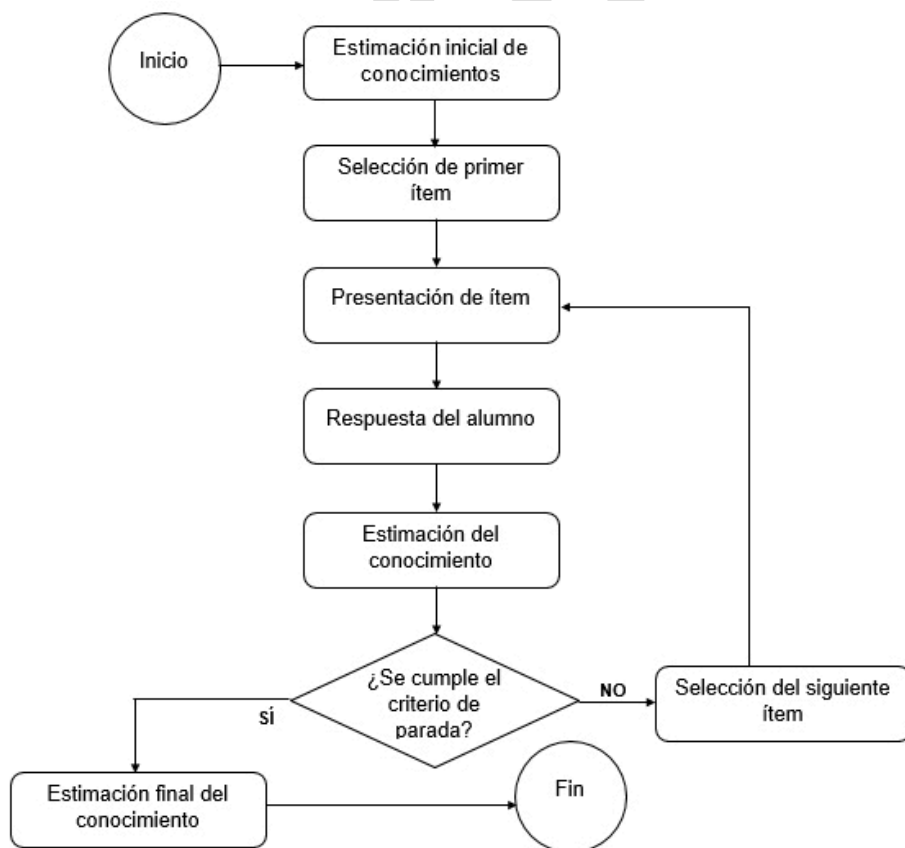 Inicio
Estimación inicial de
conocimientos
Selección de primer
ítem
Presentación de ítem
Respuesta del alumno
Estimación del
conocimiento
¿Se cumple el
criterio de
parada?
SÍ
NO
Selección del siguiente
ítem
Estimación final del
conocimiento
Fin